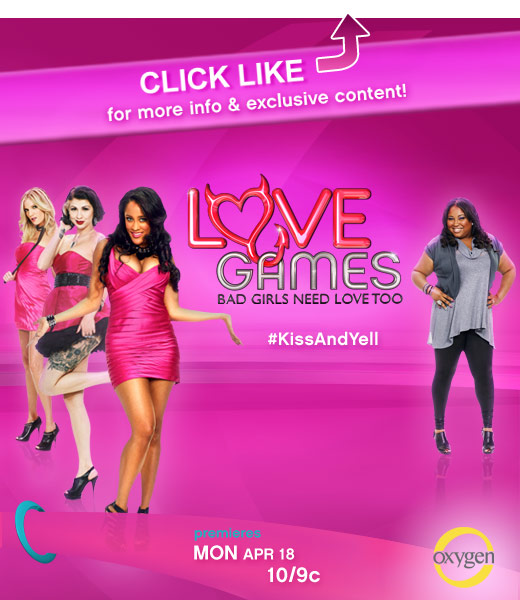 CLICK LIKE
for more info & exclusive content!
LOVE
GAMES
BAD GIRLS NEED LOVE TOO
#KissAndYell
premieres
MON APR 18
10/9c
oxygen